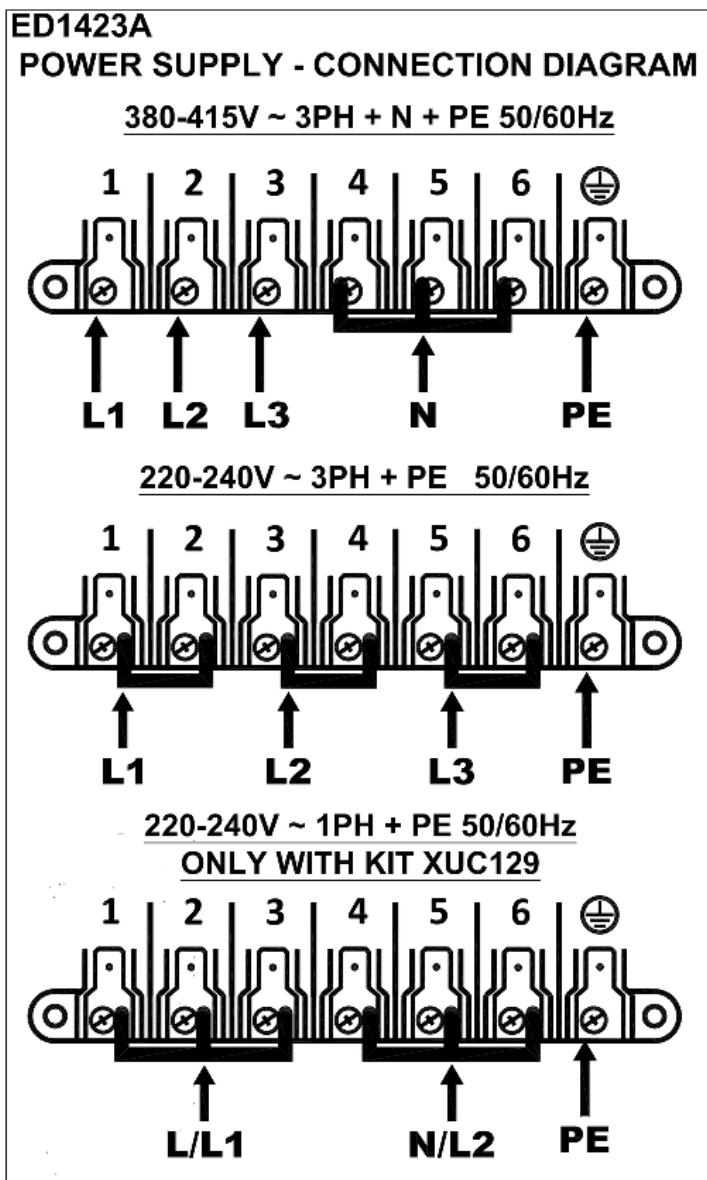 ED1423A
POWER SUPPLY - CONNECTION DIAGRAM
380-415V ~ 3PH + N + PE 50/60Hz
1 2 3 4 5 6
L1 L2 L3 N PE
220-240V ~ 3PH + PE 50/60Hz
1 2 3 4 5 6
L1 L2 L3 PE
220-240V ~ 1PH + PE 50/60Hz
ONLY WITH KIT XUC129
1 2 3 4 5 6
L/L1 N/L2 PE